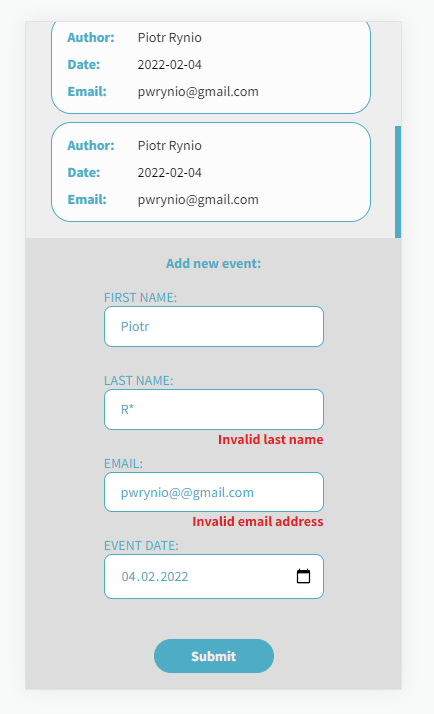 Author: Piotr Rynio
Date: 2022-02-04
Email: pwrynio@gmail.com
Author: Piotr Rynio
Date: 2022-02-04
Email: pwrynio@gmail.com
Add new event:
FIRST NAME:
Piotr
LAST NAME:
R*
Invalid last name
EMAIL:
pwrynio@@gmail.com
Invalid email address
EVENT DATE:
04.02.2022
Submit